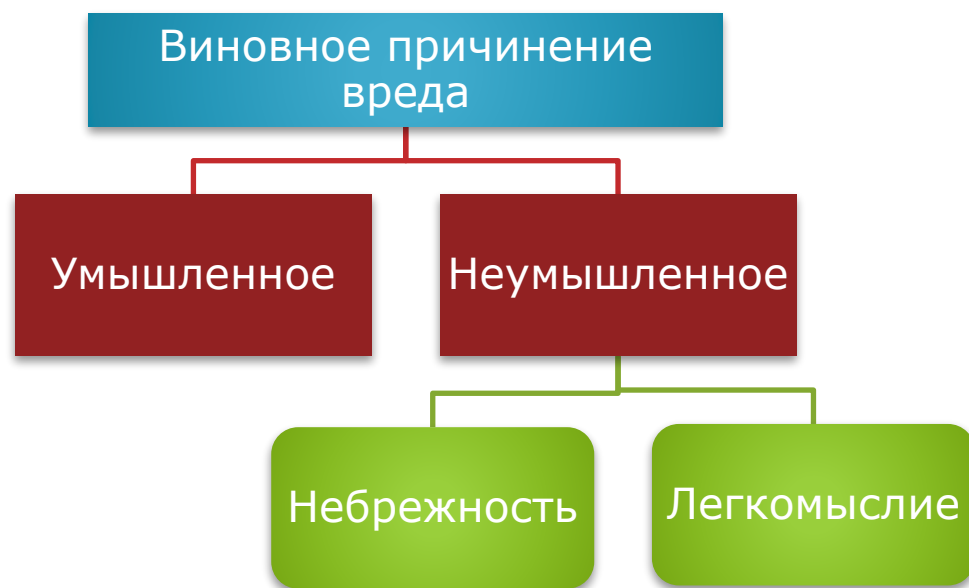 Виновное причинение
вреда
Умышленное
Неумышленное
Небрежность
Легкомыслие